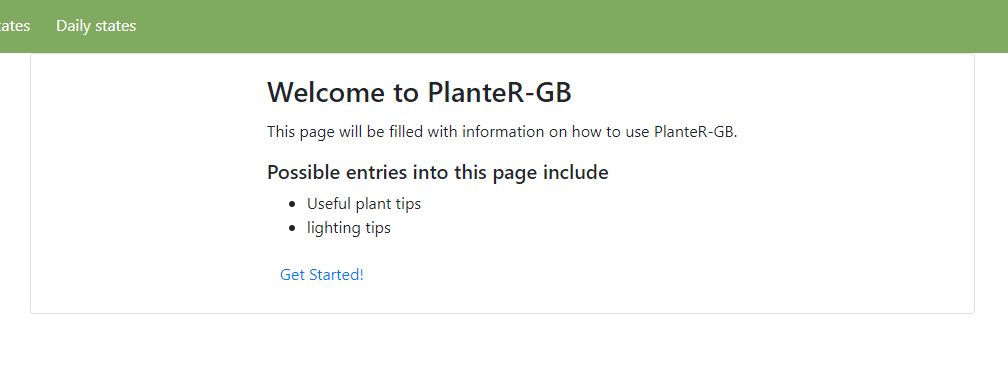 Daily states
Welcome to PlanteR-GB
This page will be filled with information on how to use PlanteR-GB.
Possible entries into this page include
Useful plant tips
lighting tips
Get Started!